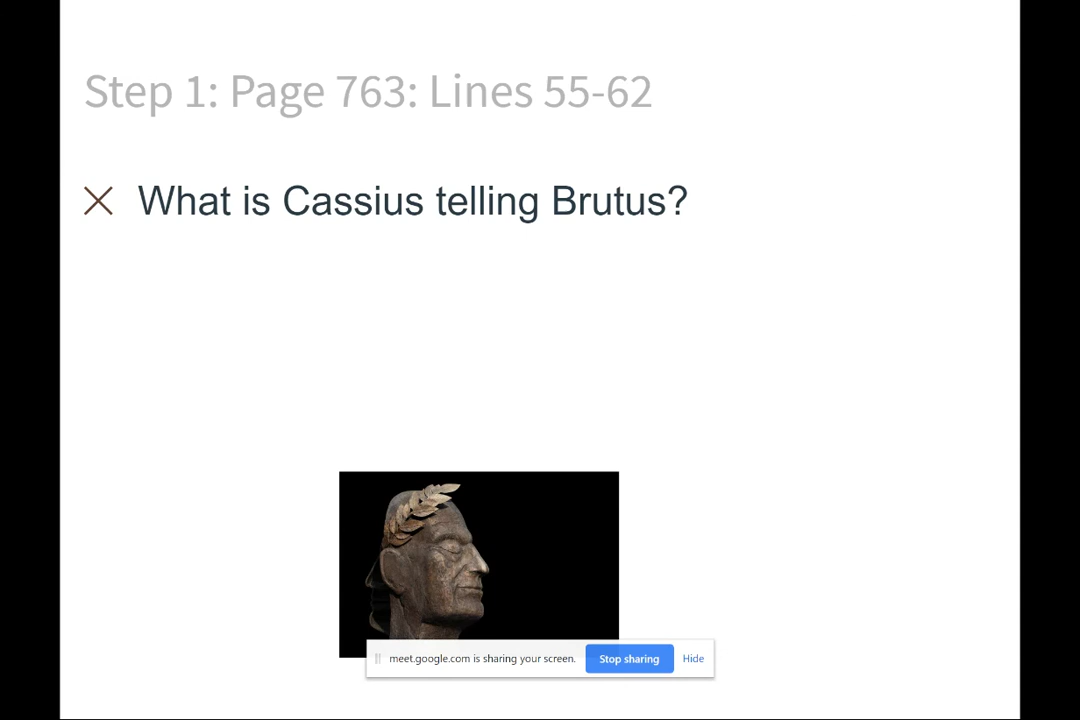 Step 1: Page 763: Lines 55-62
What is Cassius telling Brutus?
meet.google.com is sharing your screen. Stop sharing Hide